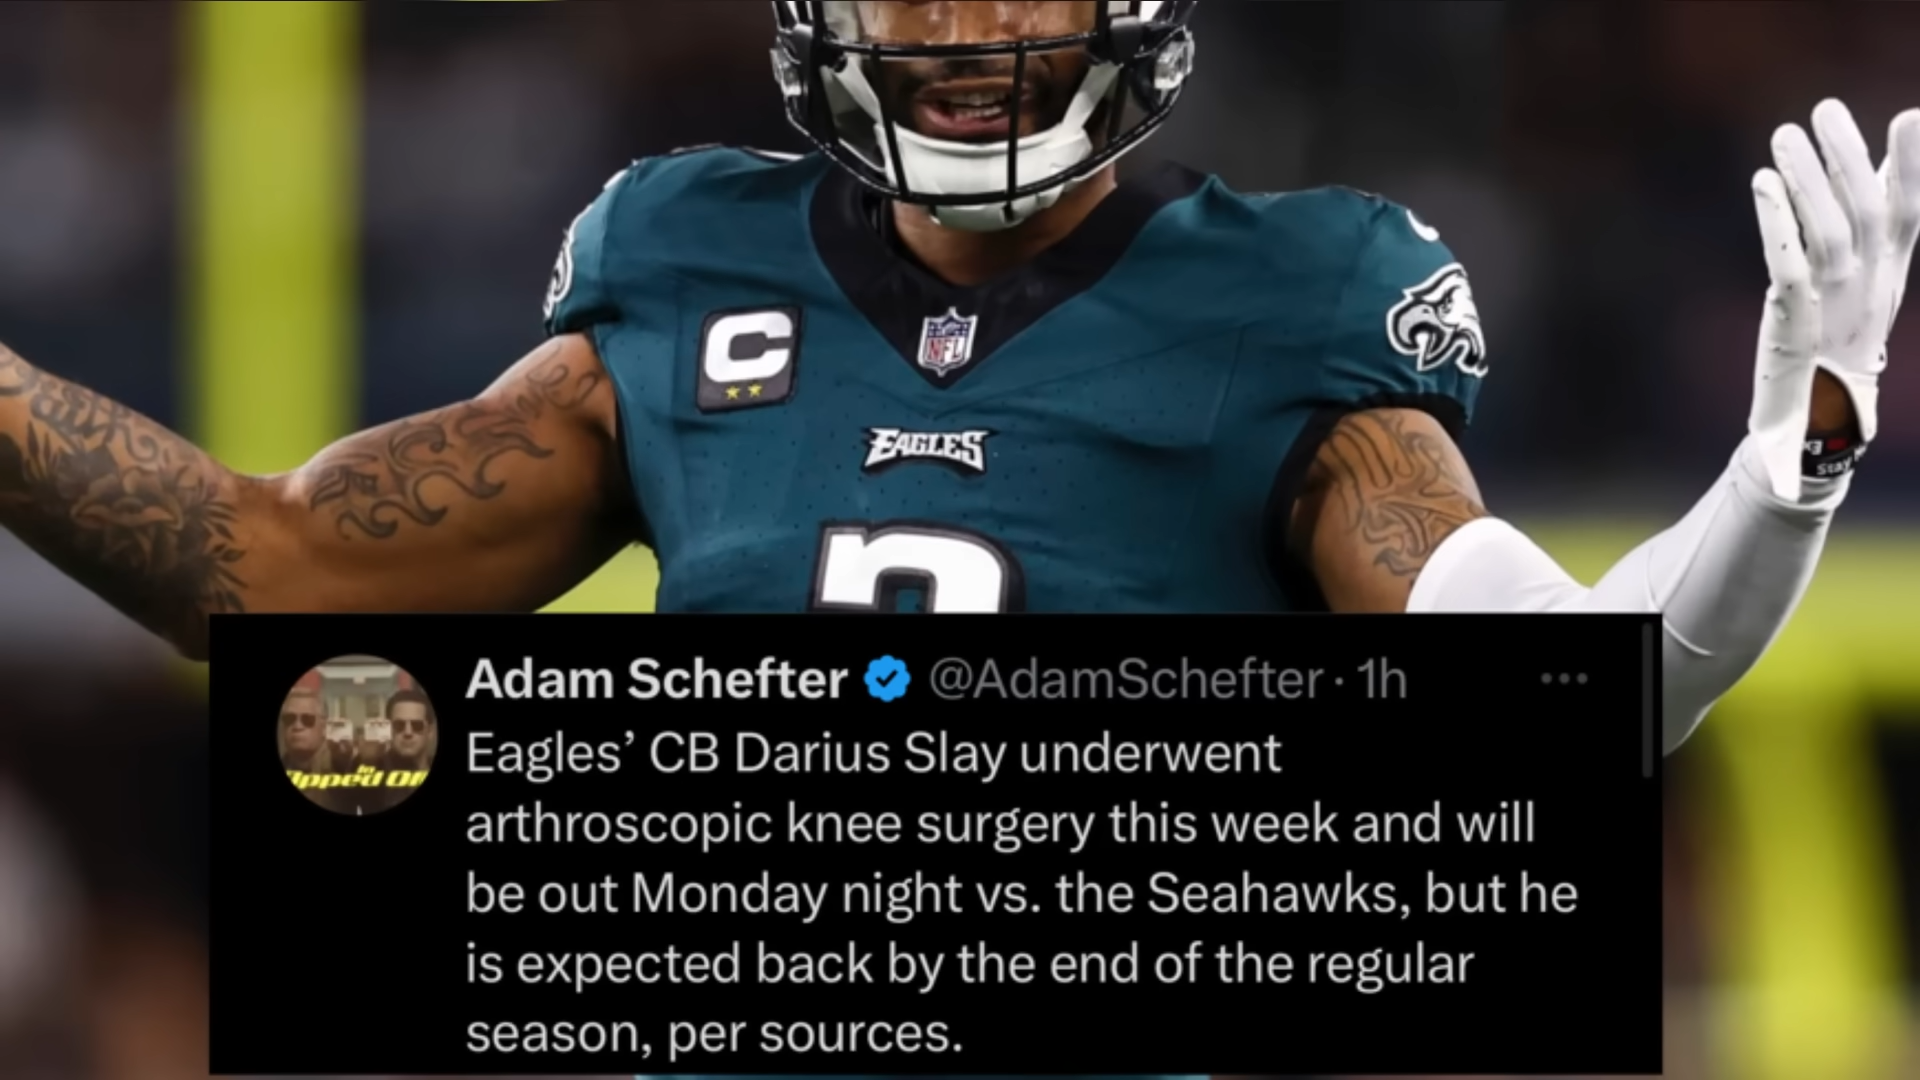 C
NFL
EAGLES
Stay
Adam Schefter @AdamSchefter · 1h
Eagles’ CB Darius Slay underwent
arthroscopic knee surgery this week and will
be out Monday night vs. the Seahawks, but he
is expected back by the end of the regular
season, per sources.